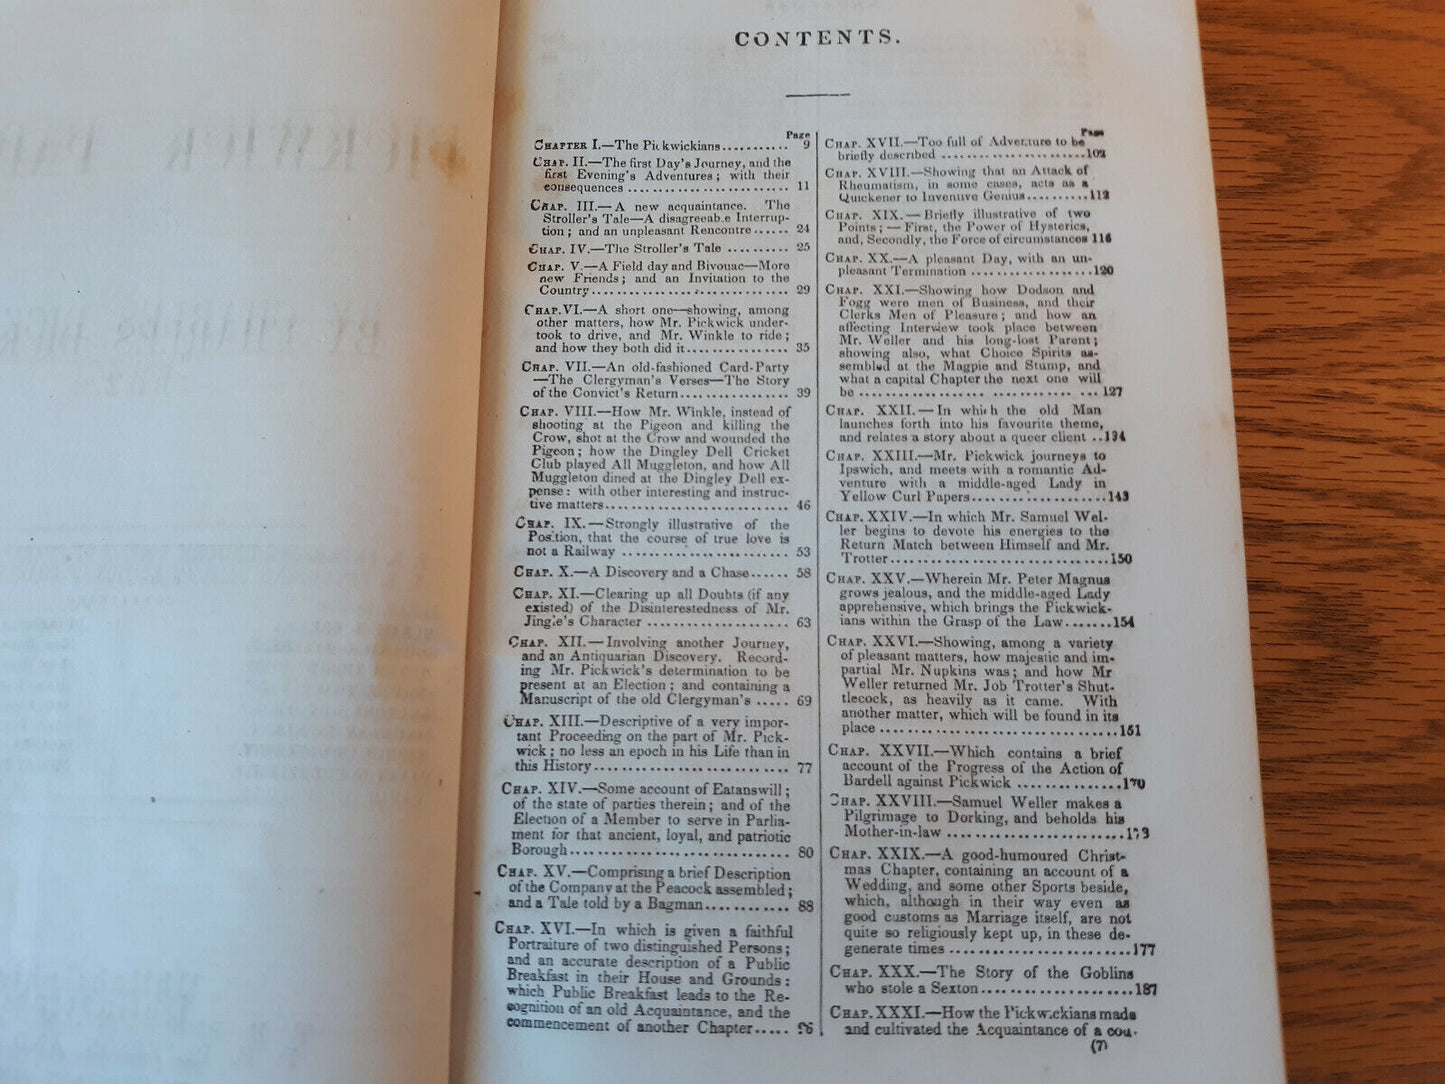 CONTENTS.
Page
CHAPTER I.—The Pickwickians........... 9
CHAP. II.—The first Day's Journey, and the
first Evening's Adventures; with their
consequences .......................... 11
CHAP. III.—A new acquaintance. The
Stroller's Tale—A disagreeable Interrup-
tion; and an unpleasant Rencontre...... 24
CHAP. IV.—The Stroller's Tale .......... 25
CHAP. V.—A Field day and Bivouac—More
new Friends; and an Invitation to the
Country............................... 29
CHAP. VI.—A short one—showing, among
other matters, how Mr. Pickwick under-
took to drive, and Mr. Winkle to ride;
and how they both did it................ 35
CHAP. VII.—An old-fashioned Card-Party
—The Clergyman's Verses—The Story
of the Convict's Return................ 39
CHAP. VIII.—How Mr. Winkle, instead of
shooting at the Pigeon and killing the
Crow, shot at the Crow and wounded the
Pigeon; how the Dingley Dell Cricket
Club played All Muggleton, and how All
Muggleton dined at the Dingley Dell ex-
pense: with other interesting and instruc-
tive matters........................... 46
CHAP. IX.—Strongly illustrative of the
Position, that the course of true love is
not a Railway ........................ 53
CHAP. X.—A Discovery and a Chase...... 58
CHAP. XI.—Clearing up all Doubts (if any
existed) of the Disinterestedness of Mr.
Jingle's Character .................... 63
CHAP. XII.—Involving another Journey,
and an Antiquarian Discovery. Record-
ing Mr. Pickwick's determination to be
present at an Election; and containing a
Manuscript of the old Clergyman's ..... 69
CHAP. XIII.—Descriptive of a very impor-
tant Proceeding on the part of Mr. Pick-
wick; no less an epoch in his Life than in
this History........................... 77
CHAP. XIV.—Some account of Eatanswill;
of the state of parties therein; and of the
Election of a Member to serve in Parlia-
ment for that ancient, loyal, and patriotic
Borough.............................. 80
CHAP. XV.—Comprising a brief Description
of the Company at the Peacock assembled;
and a Tale told by a Bagman............ 88
CHAP. XVI.—In which is given a faithful
Portraiture of two distinguished Persons;
and an accurate description of a Public
Breakfast in their House and Grounds:
which Public Breakfast leads to the Re-
cognition of an old Acquaintance, and the
commencement of another Chapter..... 96
Page
CHAP. XVII.—Too full of Adventure to be
briefly described ......................102
CHAP. XVIII.—Showing that an Attack of
Rheumatism, in some cases, acts as a
Quickener to Inventive Genius..........112
CHAP. XIX.—Briefly illustrative of two
Points;—First, the Power of Hysterics,
and, Secondly, the Force of circumstances 116
CHAP. XX.—A pleasant Day, with an un-
pleasant Termination ..................120
CHAP. XXI.—Showing how Dodson and
Fogg were men of Business, and their
Clerks Men of Pleasure; and how an
affecting Interview took place between
Mr. Weller and his long-lost Parent;
showing also, what Choice Spirits as-
sembled at the Magpie and Stump, and
what a capital Chapter the next one will
be ....................................127
CHAP. XXII.—In which the old Man
launches forth into his favourite theme,
and relates a story about a queer client ..134
CHAP. XXIII.—Mr. Pickwick journeys to
Ipswich, and meets with a romantic Ad-
venture with a middle-aged Lady in
Yellow Curl Papers....................143
CHAP. XXIV.—In which Mr. Samuel Wel-
ler begins to devote his energies to the
Return Match between Himself and Mr.
Trotter................................150
CHAP. XXV.—Wherein Mr. Peter Magnus
grows jealous, and the middle-aged Lady
apprehensive, which brings the Pickwick-
ians within the Grasp of the Law.......154
CHAP. XXVI.—Showing, among a variety
of pleasant matters, how majestic and im-
partial Mr. Nupkins was; and how Mr
Weller returned Mr. Job Trotter's Shut-
tlecock, as heavily as it came. With
another matter, which will be found in its
place ..................................161
CHAP. XXVII.—Which contains a brief
account of the Progress of the Action of
Bardell against Pickwick ...............170
CHAP. XXVIII.—Samuel Weller makes a
Pilgrimage to Dorking, and beholds his
Mother-in-law .........................173
CHAP. XXIX.—A good-humoured Christ-
mas Chapter, containing an account of a
Wedding, and some other Sports beside,
which, although in their way even as
good customs as Marriage itself, are not
quite so religiously kept up, in these de-
generate times ........................177
CHAP. XXX.—The Story of the Goblins
who stole a Sexton.....................187
CHAP. XXXI.—How the Pickwickians made
and cultivated the Acquaintance of a cou-
(7)